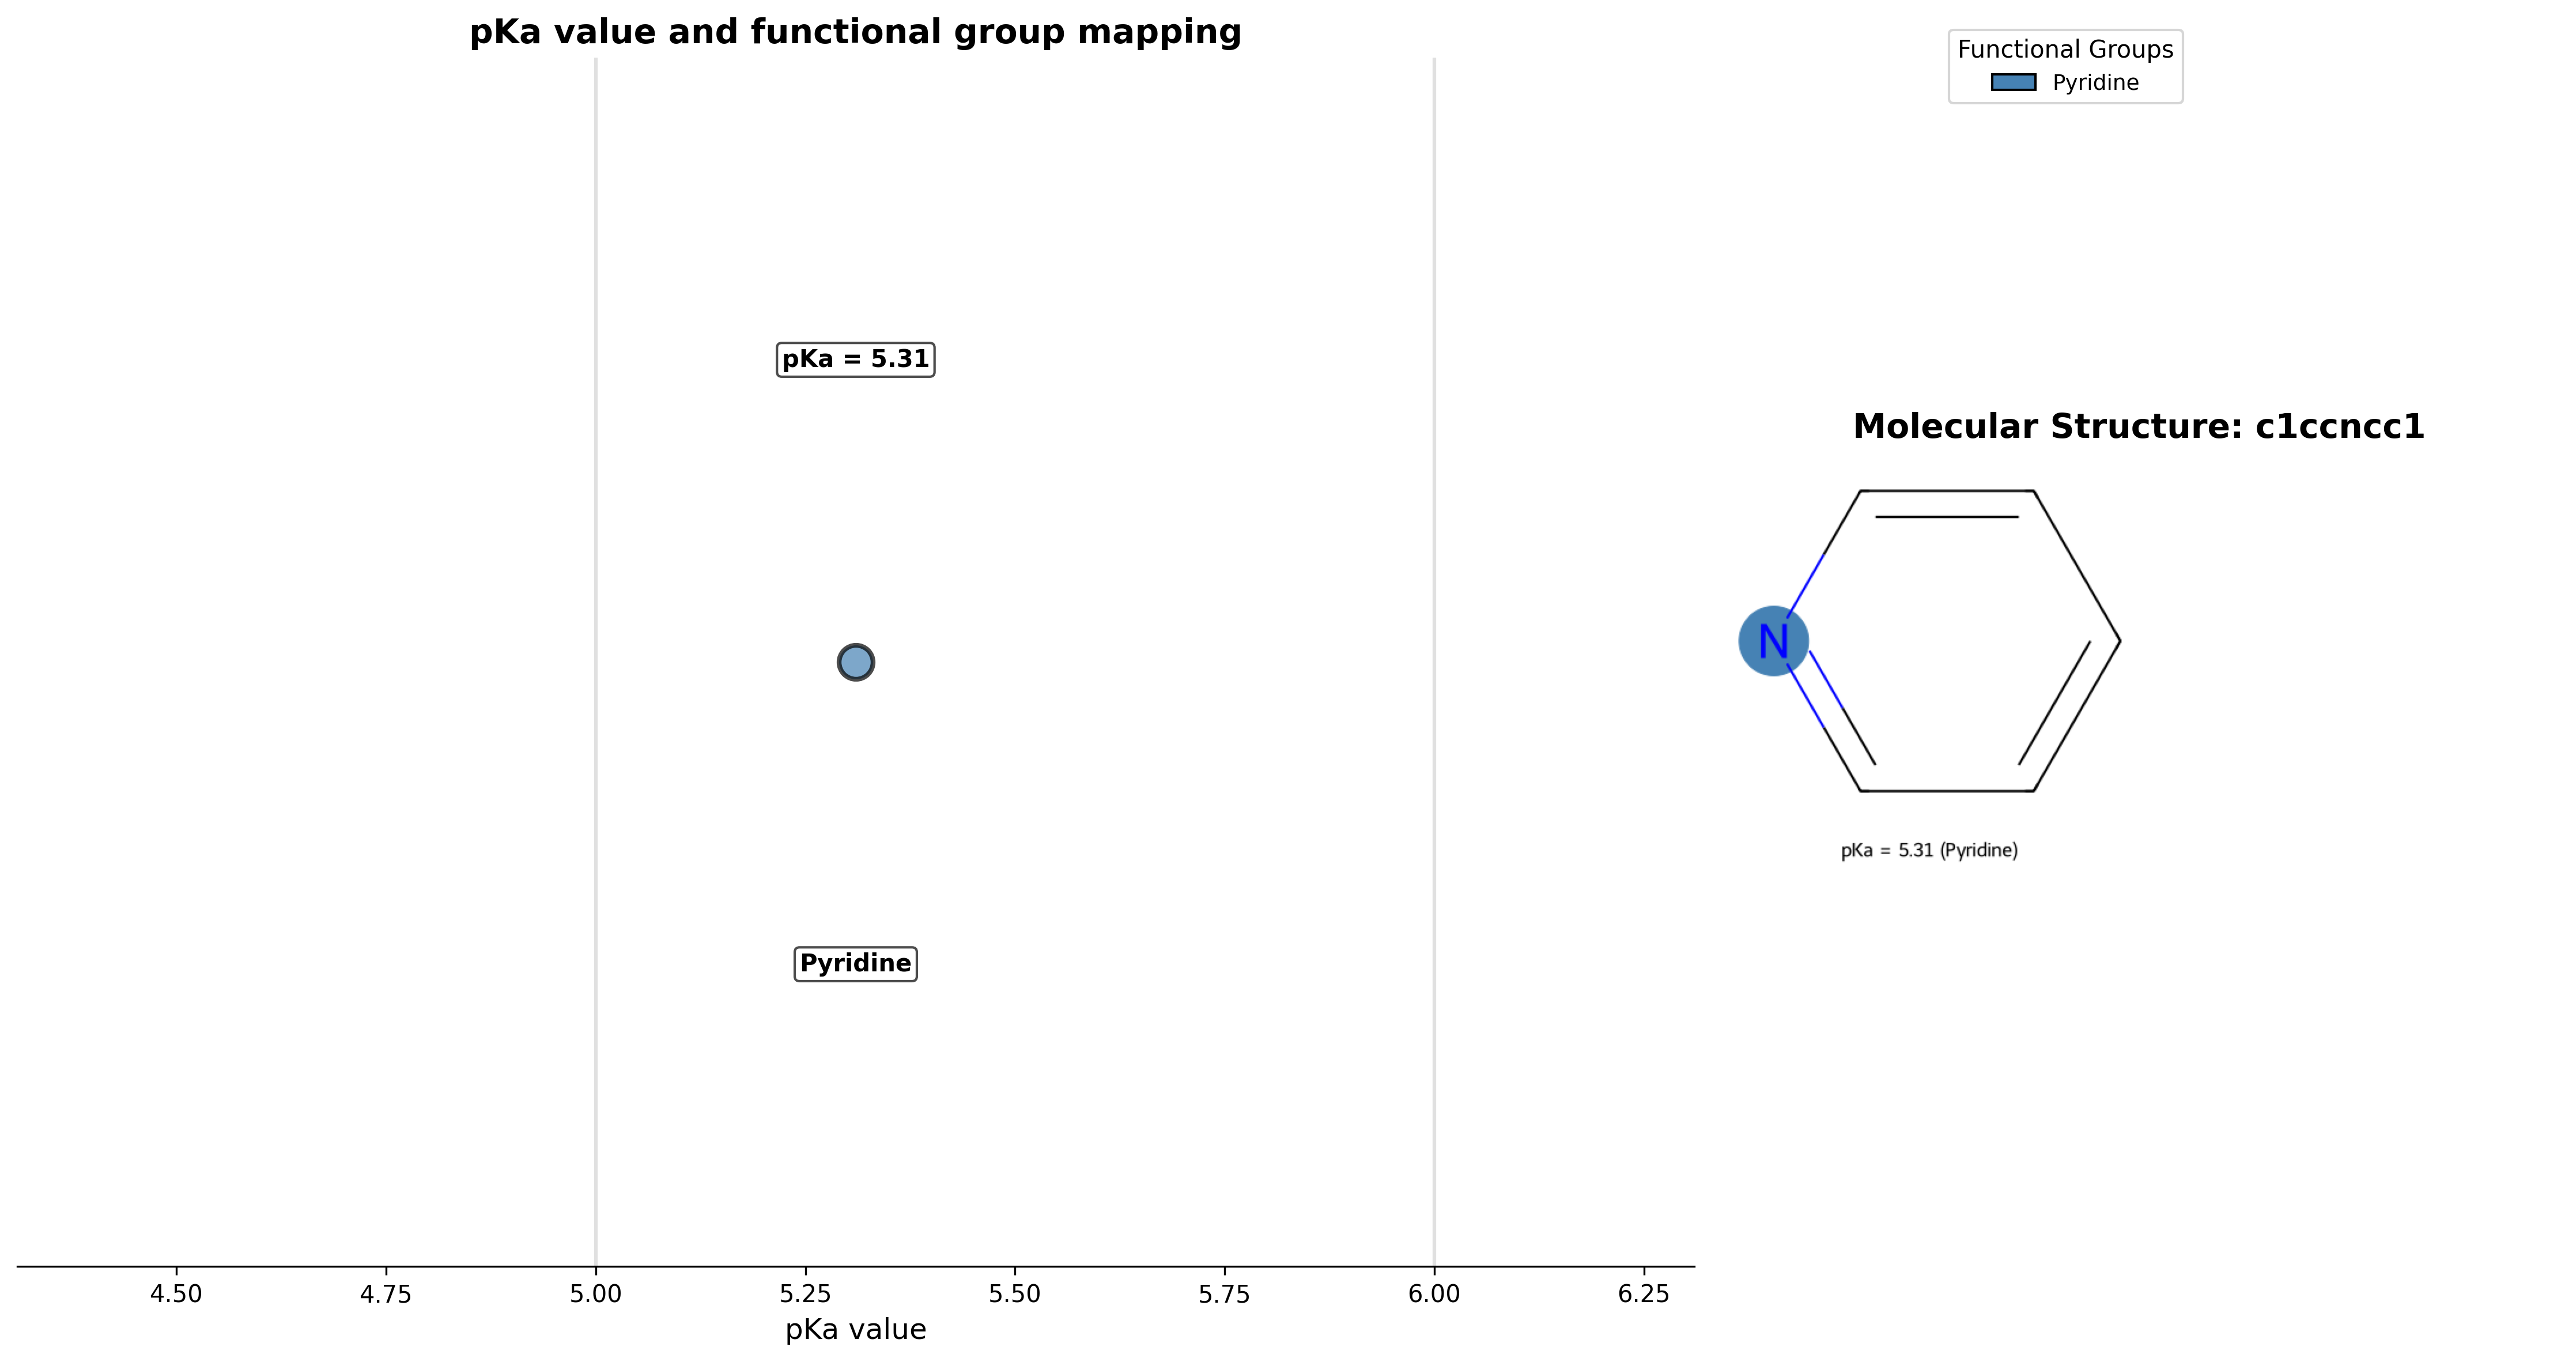 pKa value and functional group mapping
pKa = 5.31
Pyridine
4.50 4.75 5.00 5.25 5.50 5.75 6.00 6.25
pKa value
Functional Groups
Pyridine
Molecular Structure: c1ccncc1
N
pKa = 5.31 (Pyridine)